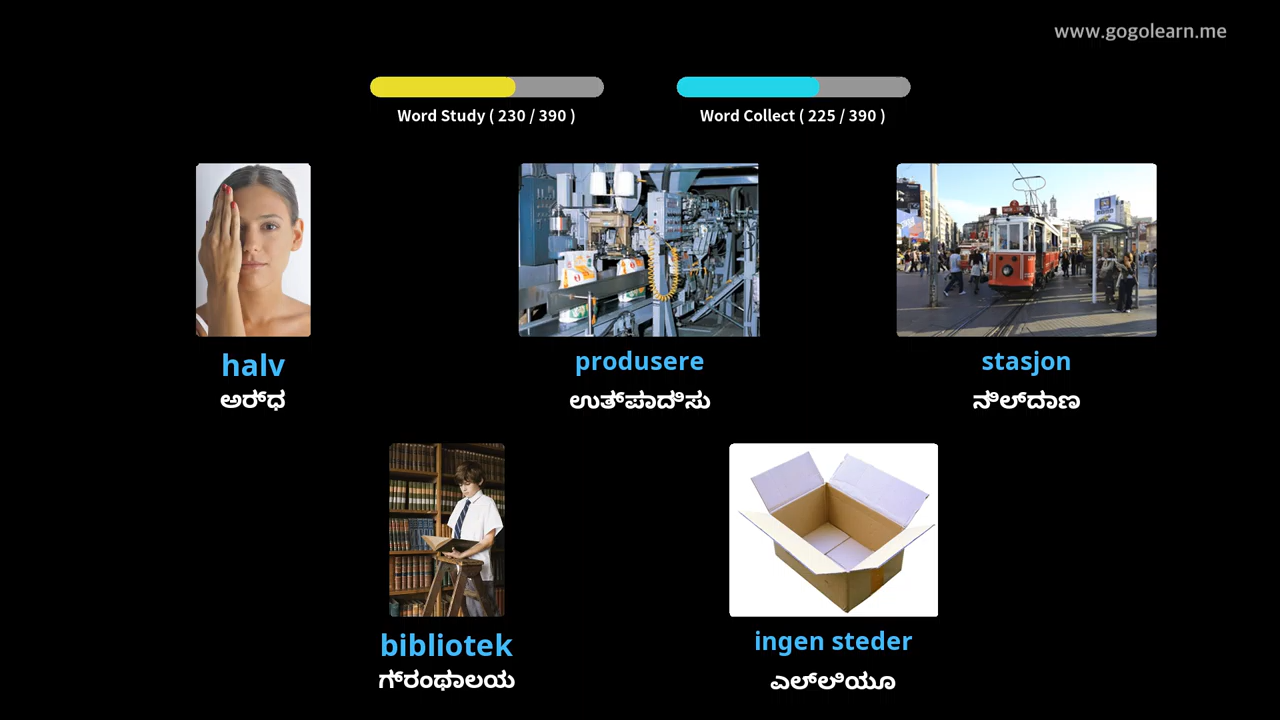 www.gogolearn.me
Word Study ( 230 / 390 )
Word Collect ( 225 / 390 )
halv
produsere
stasjon
ಅರ್‌ಧ
ಉತ್‌ಪಾದಿಸು
ನಿಲ್‌ದಾಣ
bibliotek
ingen steder
ಗ್‌ರಂಥಾಲಯ
ಎಲ್‌ಲಿಯೂ